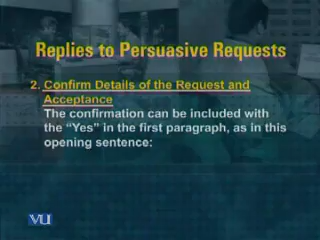 Replies to Persuasive Requests
2. Confirm Details of the Request and
Acceptance
The confirmation can be included with
the “Yes” in the first paragraph, as in this
opening sentence:
VU